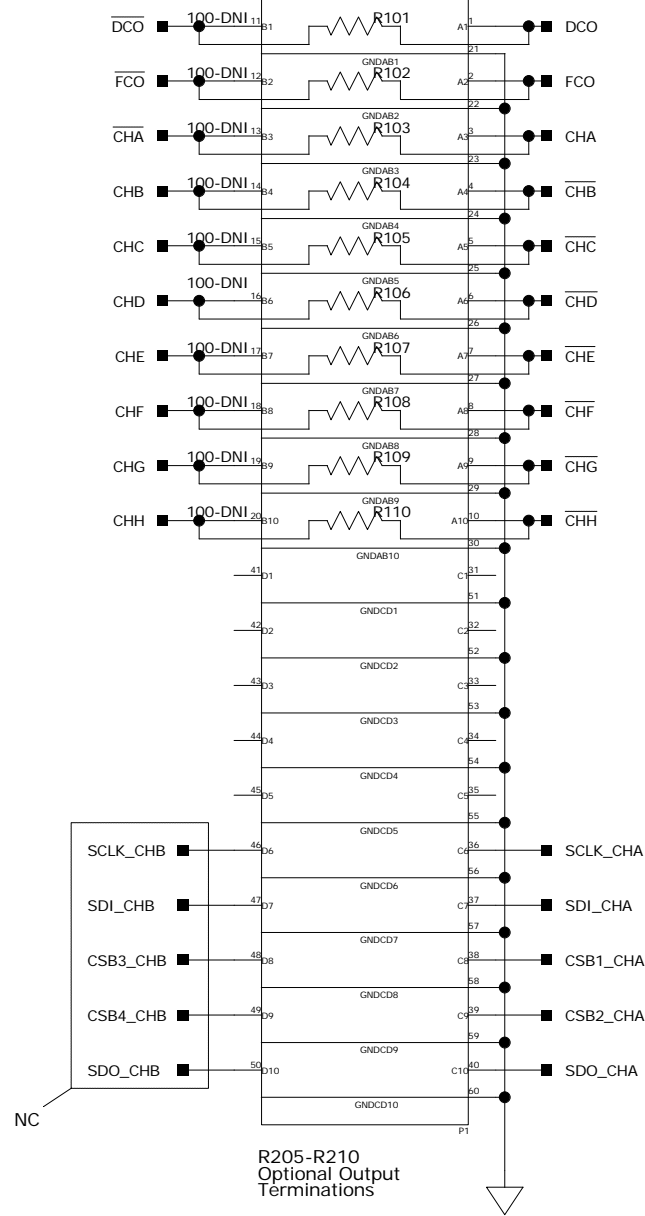 DCO 100-DNI 11 B1 R101 A1 1 DCO
21
GNDAB1
FCO 100-DNI 12 B2 R102 A2 2 FCO
22
GNDAB2
CHA 100-DNI 13 B3 R103 A3 3 CHA
23
GNDAB3
CHB 100-DNI 14 B4 R104 A4 4 CHB
24
GNDAB4
CHC 100-DNI 15 B5 R105 A5 5 CHC
25
GNDAB5
CHD 100-DNI 16 B6 R106 A6 6 CHD
26
GNDAB6
CHE 100-DNI 17 B7 R107 A7 7 CHE
27
GNDAB7
CHF 100-DNI 18 B8 R108 A8 8 CHF
28
GNDAB8
CHG 100-DNI 19 B9 R109 A9 9 CHG
29
GNDAB9
CHH 100-DNI 20 B10 R110 A10 10 CHH
30
GNDAB10
41 D1 C1 31
51
GNDCD1
42 D2 C2 32
52
GNDCD2
43 D3 C3 33
53
GNDCD3
44 D4 C4 34
54
GNDCD4
45 D5 C5 35
55
GNDCD5
SCLK_CHB 46 D6 C6 36 SCLK_CHA
56
GNDCD6
SDI_CHB 47 D7 C7 37 SDI_CHA
57
GNDCD7
CSB3_CHB 48 D8 C8 38 CSB1_CHA
58
GNDCD8
CSB4_CHB 49 D9 C9 39 CSB2_CHA
59
GNDCD9
SDO_CHB 50 D10 C10 40 SDO_CHA
60
GNDCD10
NC
P1
R205-R210
Optional Output
Terminations